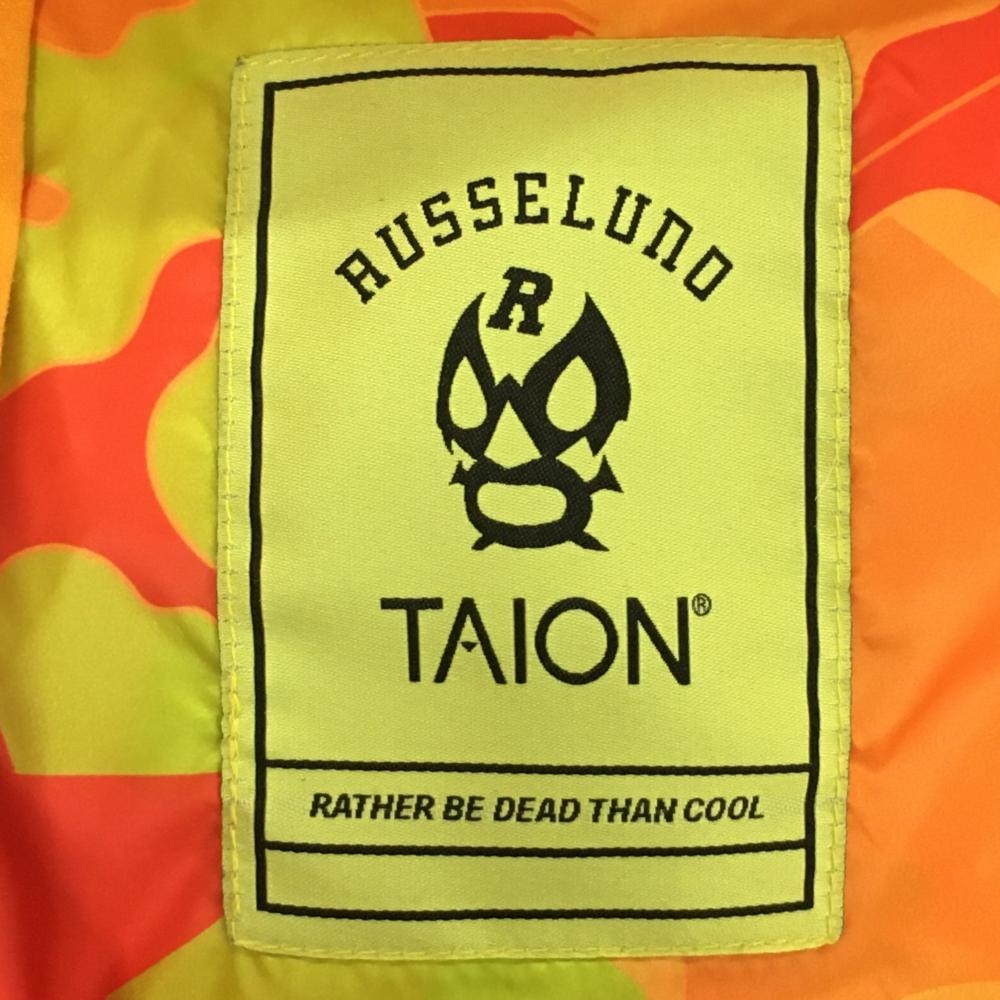 RUSSELUNO
R
TAION®
RATHER BE DEAD THAN COOL